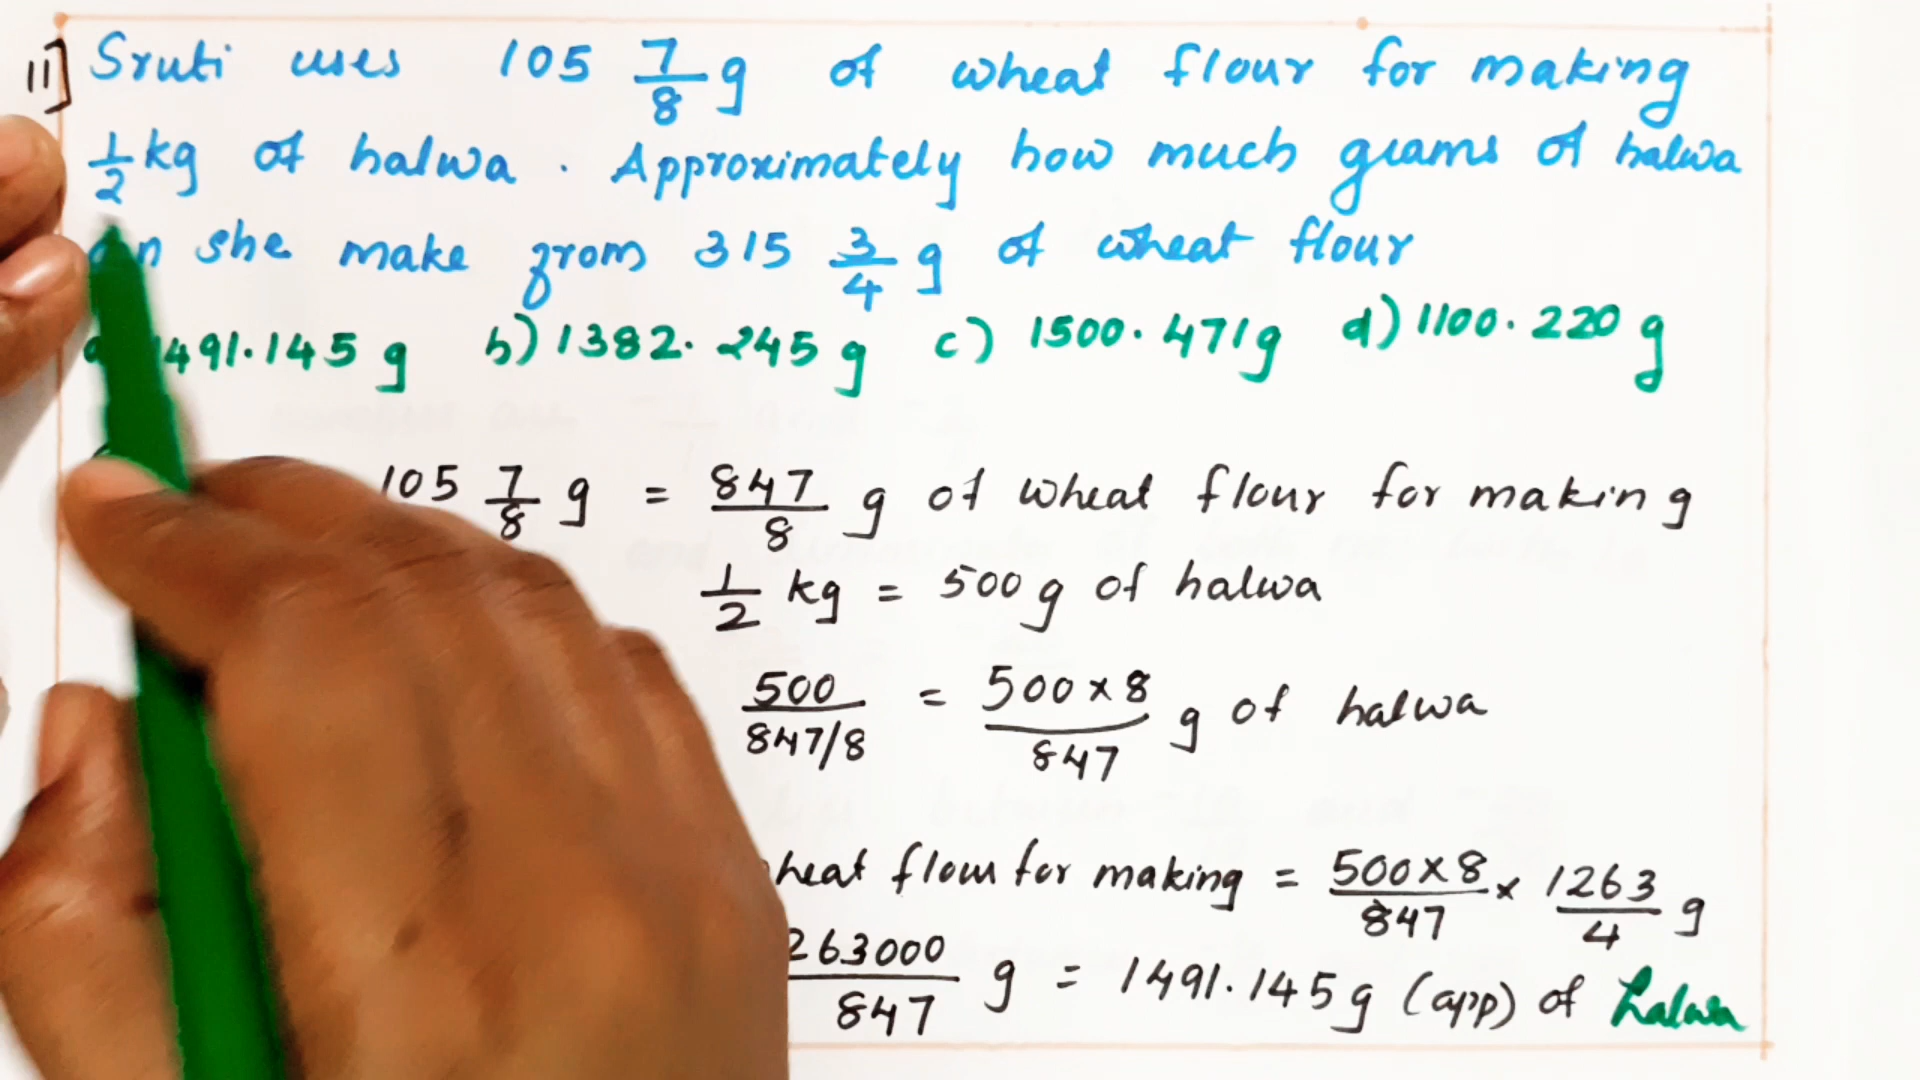 11] Sruti uses 105 7/8 g of wheat flour for making
1/2 kg of halwa. Approximately how much grams of halwa
she make from 315 3/4 g of wheat flour
491.145 g b) 1382.245 g c) 1500.471g d) 1100.220 g
105 7/8 g = 847/8 g of wheat flour for making
1/2 kg = 500 g of halwa
500/847/8 = 500 x 8/847 g of halwa
heat flour for making = 500 x 8/847 x 1263/4 g
263000/847 g = 1491.145 g (app) of halwa